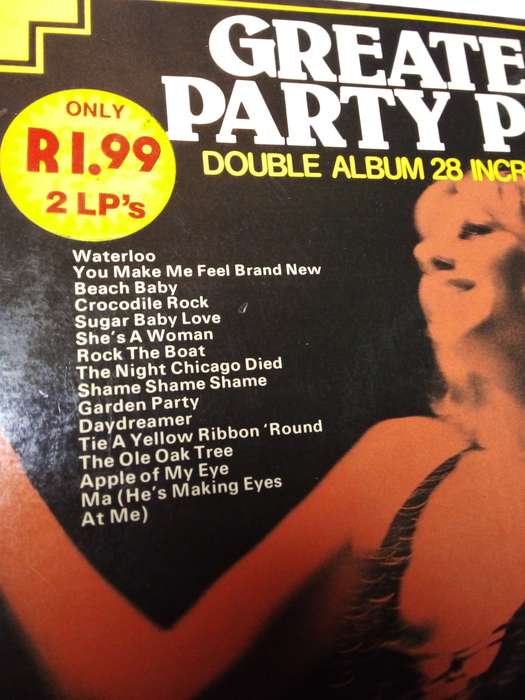 GREATE
PARTY P
DOUBLE ALBUM 28 INCR
ONLY
R1.99
2 LP's
Waterloo
You Make Me Feel Brand New
Beach Baby
Crocodile Rock
Sugar Baby Love
She's A Woman
Rock The Boat
The Night Chicago Died
Shame Shame Shame
Garden Party
Daydreamer
Tie A Yellow Ribbon 'Round
The Ole Oak Tree
Apple of My Eye
Ma (He's Making Eyes
At Me)